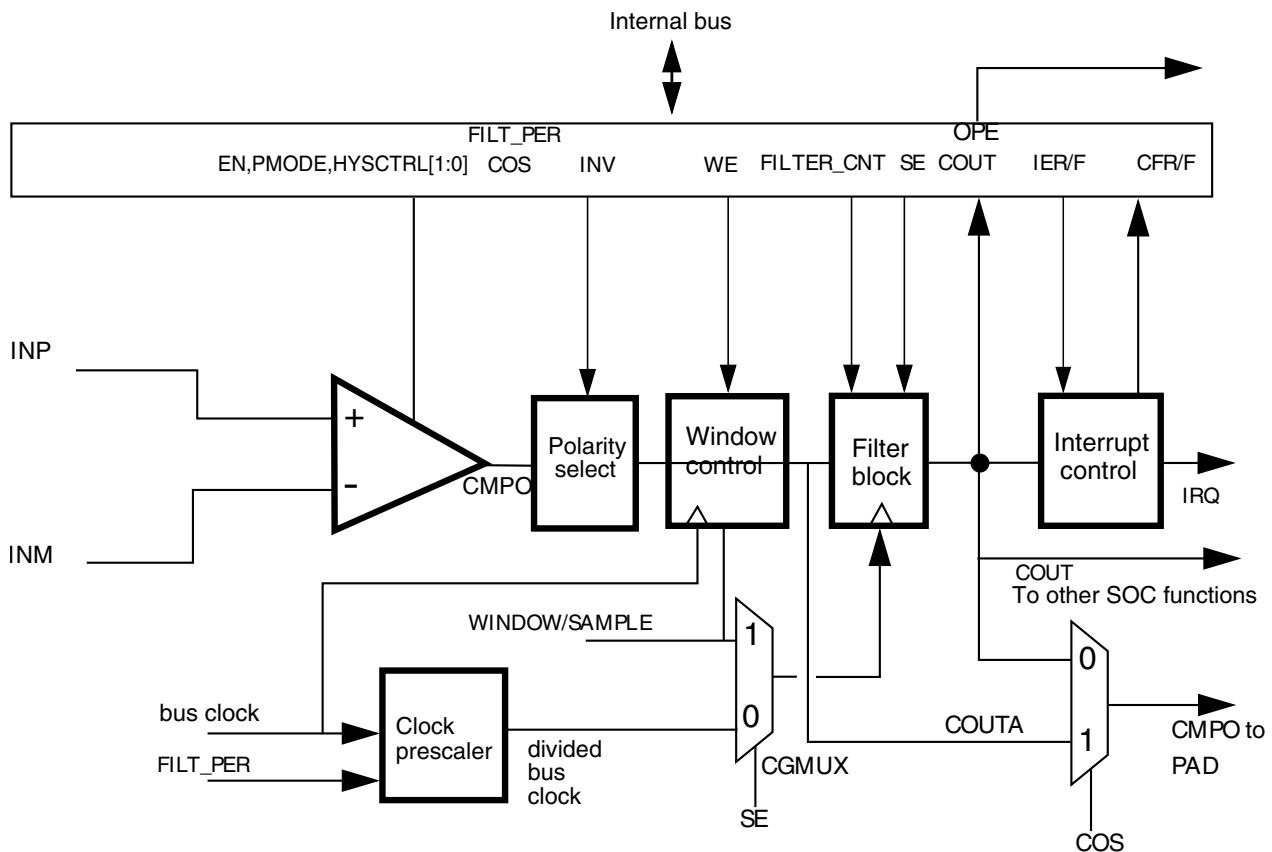 Internal bus
FILT_PER
OPE
EN,PMODE,HYSCTRL[1:0] COS INV WE FILTER_CNT SE COUT IER/F CFR/F
INP
+
-
INM
CMPO
Polarity
select
Window
control
Filter
block
Interrupt
control
IRQ
COUT
To other SOC functions
WINDOW/SAMPLE
1
0
CGMUX
SE
bus clock
FILT_PER
Clock
prescaler
divided
bus
clock
COUTA
0
1
CMPO to
PAD
COS